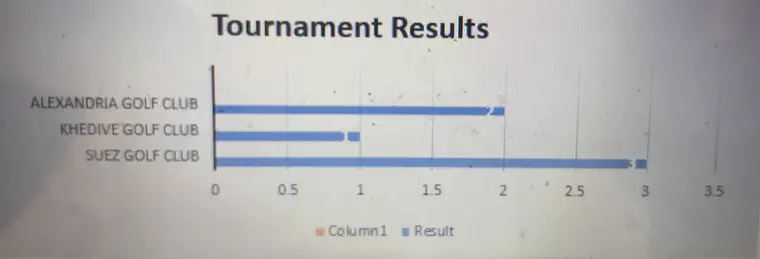 Tournament Results
ALEXANDRIA GOLF CLUB 2
KHEDIVE GOLF CLUB 1
SUEZ GOLF CLUB 3
0 0.5 1 1.5 2 2.5 3 3.5
Column1 Result